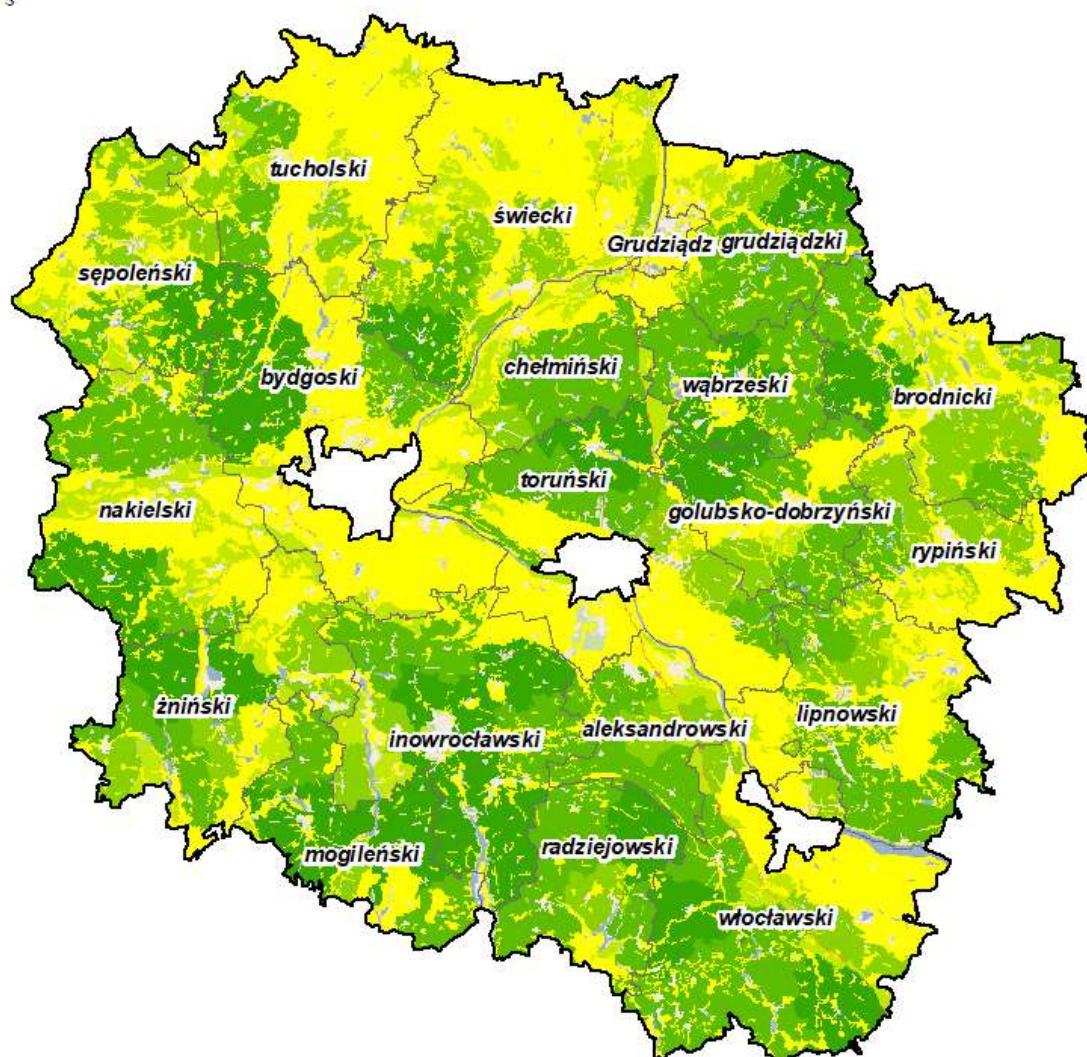 3
tucholski
świecki
Grudziądz grudziądzki
sępoleński
chełmiński
bydgoski
wąbrzeski
brodnicki
toruński
nakielski
golubsko-dobrzyński
rypiński
żniński
lipnowski
inowrocławski
aleksandrowski
mogileński
radziejowski
włocławski